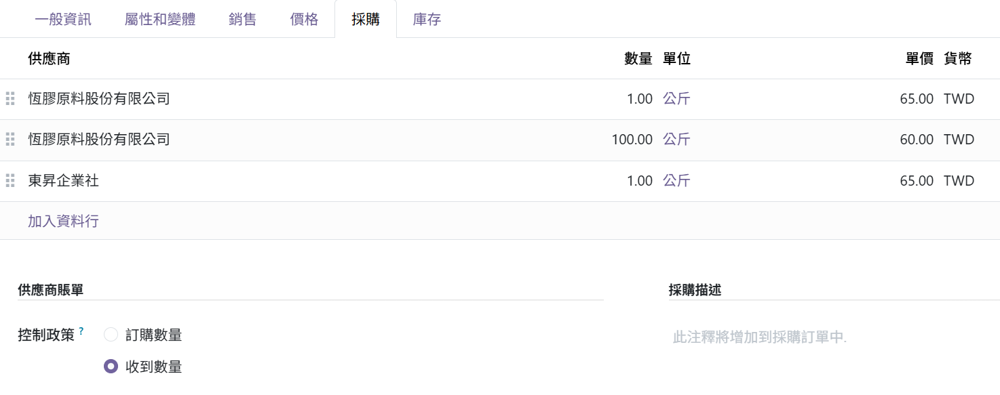 一般資訊 屬性和變體 銷售 價格 採購 庫存
供應商 數量 單位 單價 貨幣
恆膠原料股份有限公司 1.00 公斤 65.00 TWD
恆膠原料股份有限公司 100.00 公斤 60.00 TWD
東昇企業社 1.00 公斤 65.00 TWD
加入資料行
供應商賬單 採購描述
控制政策 ? 訂購數量 此注釋將增加到採購訂單中.
收到數量